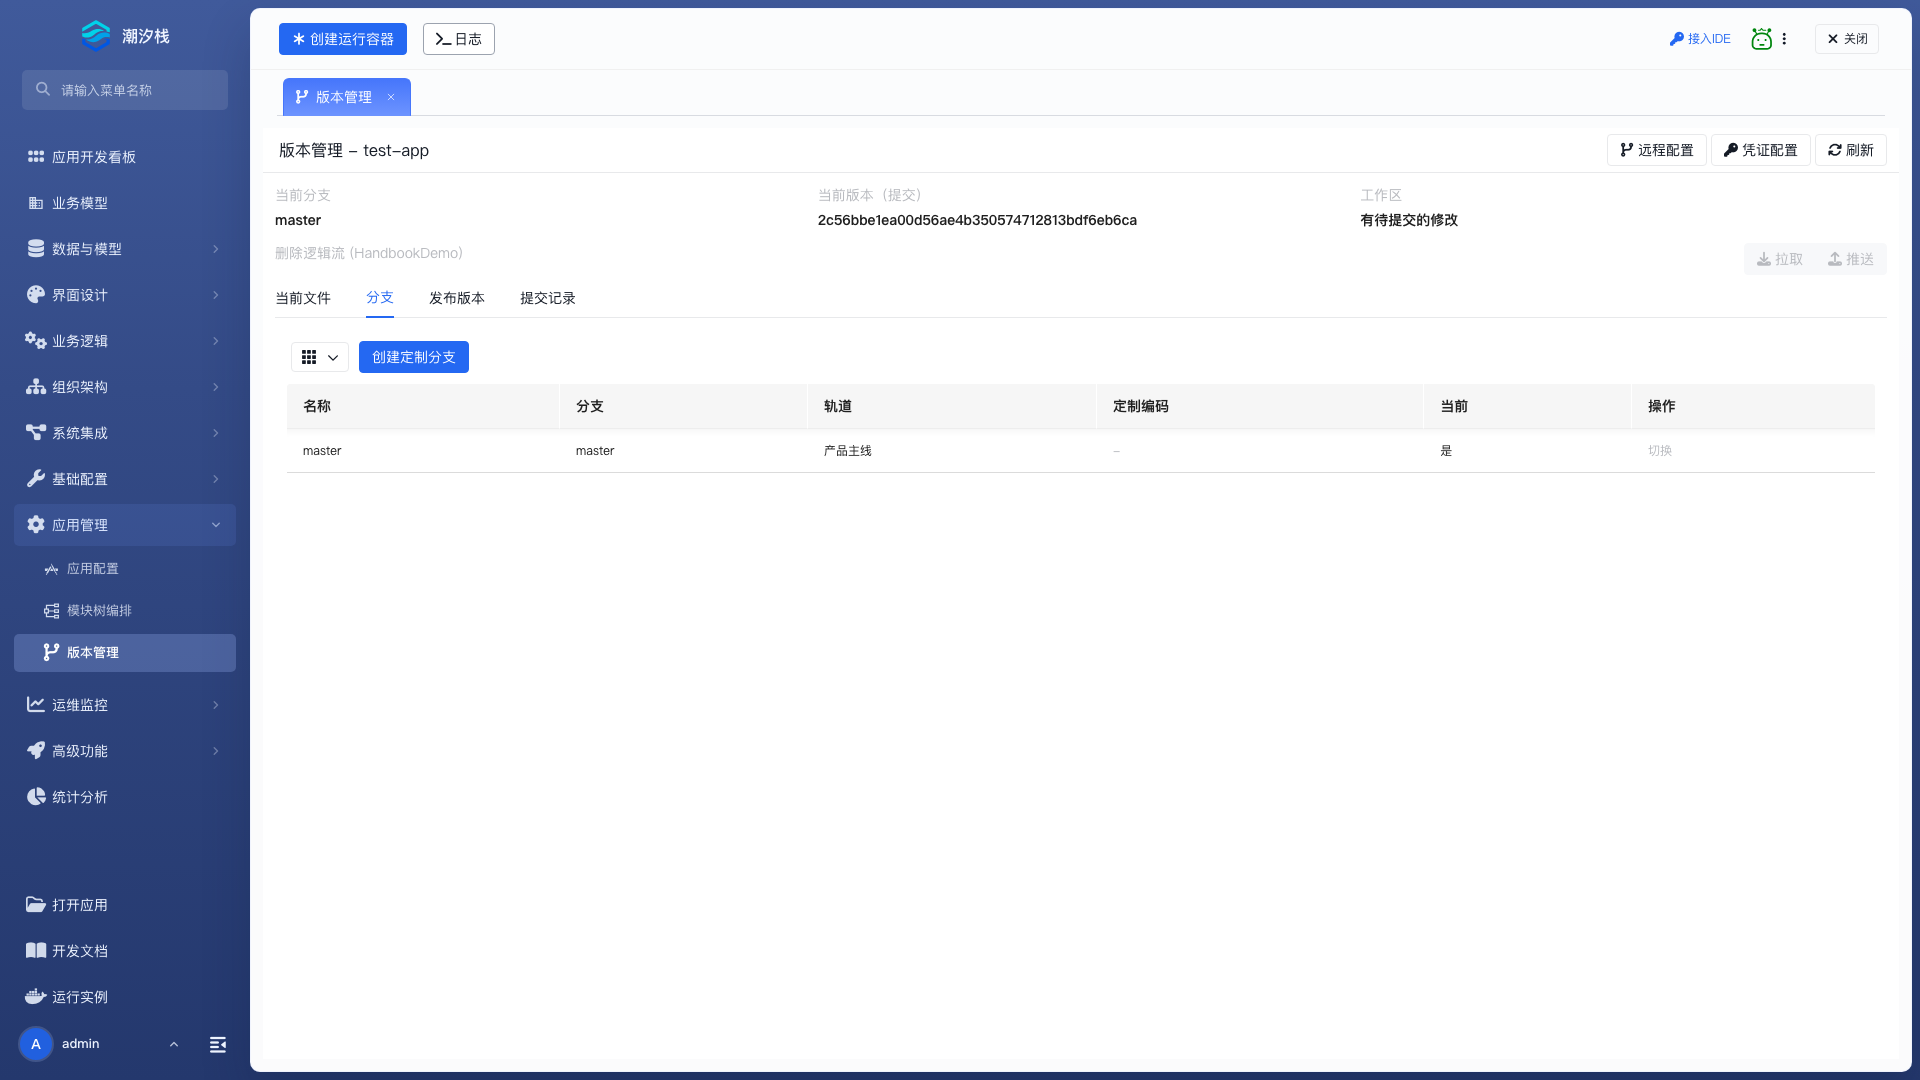 潮汐栈
请输入菜单名称
应用开发看板
业务模型
数据与模型
界面设计
业务逻辑
组织架构
系统集成
基础配置
应用管理
应用配置
模块树编排
版本管理
运维监控
高级功能
统计分析
打开应用
开发文档
运行实例
A admin
创建运行容器 日志 接入IDE 关闭
版本管理
版本管理 - test-app 远程配置 凭证配置 刷新
当前分支 当前版本（提交） 工作区
master 2c56bbe1ea00d56ae4b350574712813bdf6eb6ca 有待提交的修改
删除逻辑流 (HandbookDemo) 拉取 推送
当前文件 分支 发布版本 提交记录
创建定制分支
名称 分支 轨道 定制编码 当前 操作
master master 产品主线 - 是 切换